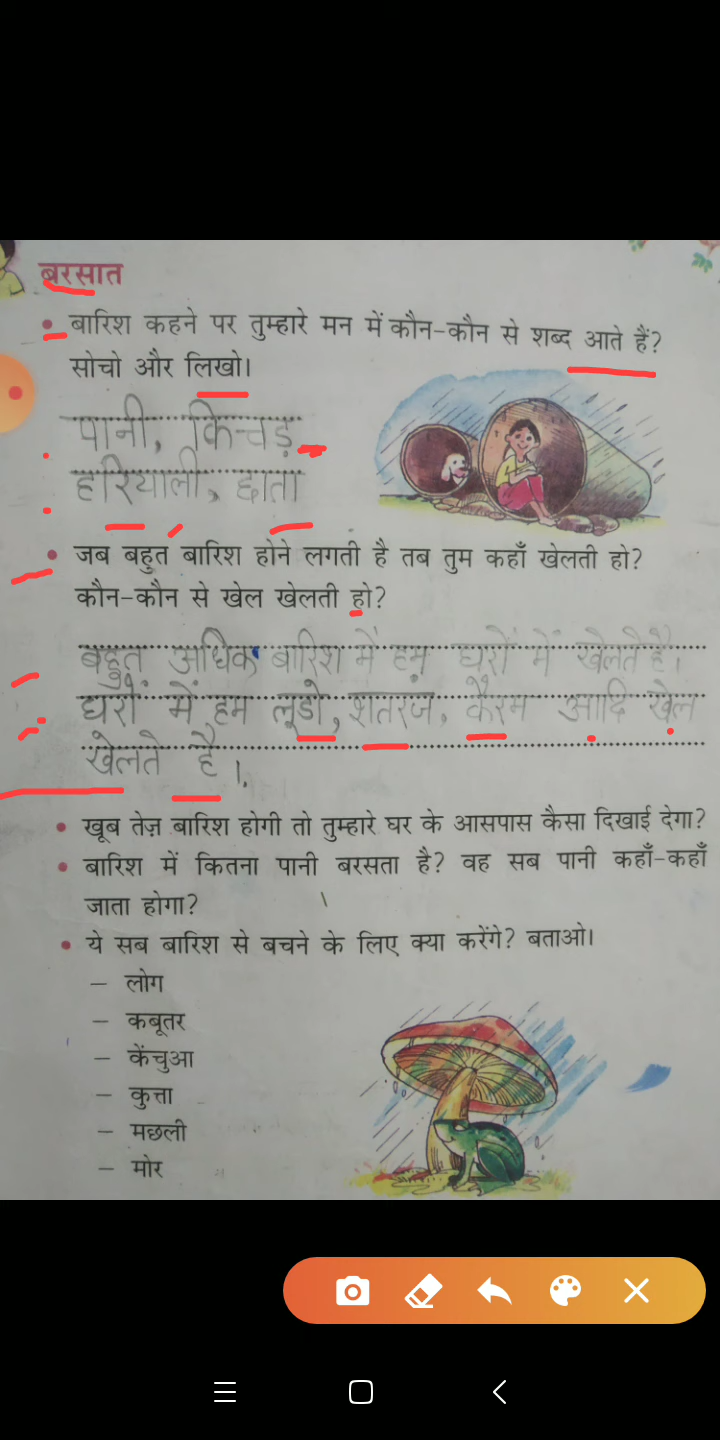 बरसात
• बारिश कहने पर तुम्हारे मन में कौन-कौन से शब्द आते हैं?
सोचो और लिखो।
पानी, किचड़
हरियाली, छाता
• जब बहुत बारिश होने लगती है तब तुम कहाँ खेलती हो?
कौन-कौन से खेल खेलती हो?
बहुत अधिक बारिश में हम घरों में खेलते है।
घरों में हम लूडो, शतरंज, कैरम आदि खेल
खेलते है।
• खूब तेज़ बारिश होगी तो तुम्हारे घर के आसपास कैसा दिखाई देगा?
• बारिश में कितना पानी बरसता है? वह सब पानी कहाँ-कहाँ
जाता होगा?
• ये सब बारिश से बचने के लिए क्या करेंगे? बताओ।
– लोग
– कबूतर
– केंचुआ
– कुत्ता
– मछली
– मोर